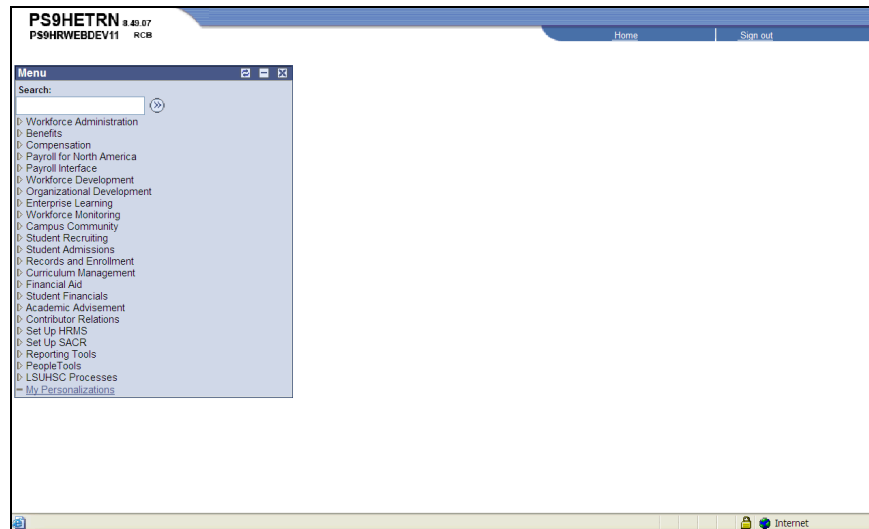 PS9HETRN 8.49.07
PS9HRWEBDEV11 RCB
Home Sign out
Menu
Search:
Workforce Administration
Benefits
Compensation
Payroll for North America
Payroll Interface
Workforce Development
Organizational Development
Enterprise Learning
Workforce Monitoring
Campus Community
Student Recruiting
Student Admissions
Records and Enrollment
Curriculum Management
Financial Aid
Student Financials
Academic Advisement
Contributor Relations
Set Up HRMS
Set Up SACR
Reporting Tools
PeopleTools
LSUHSC Processes
My Personalizations
Internet